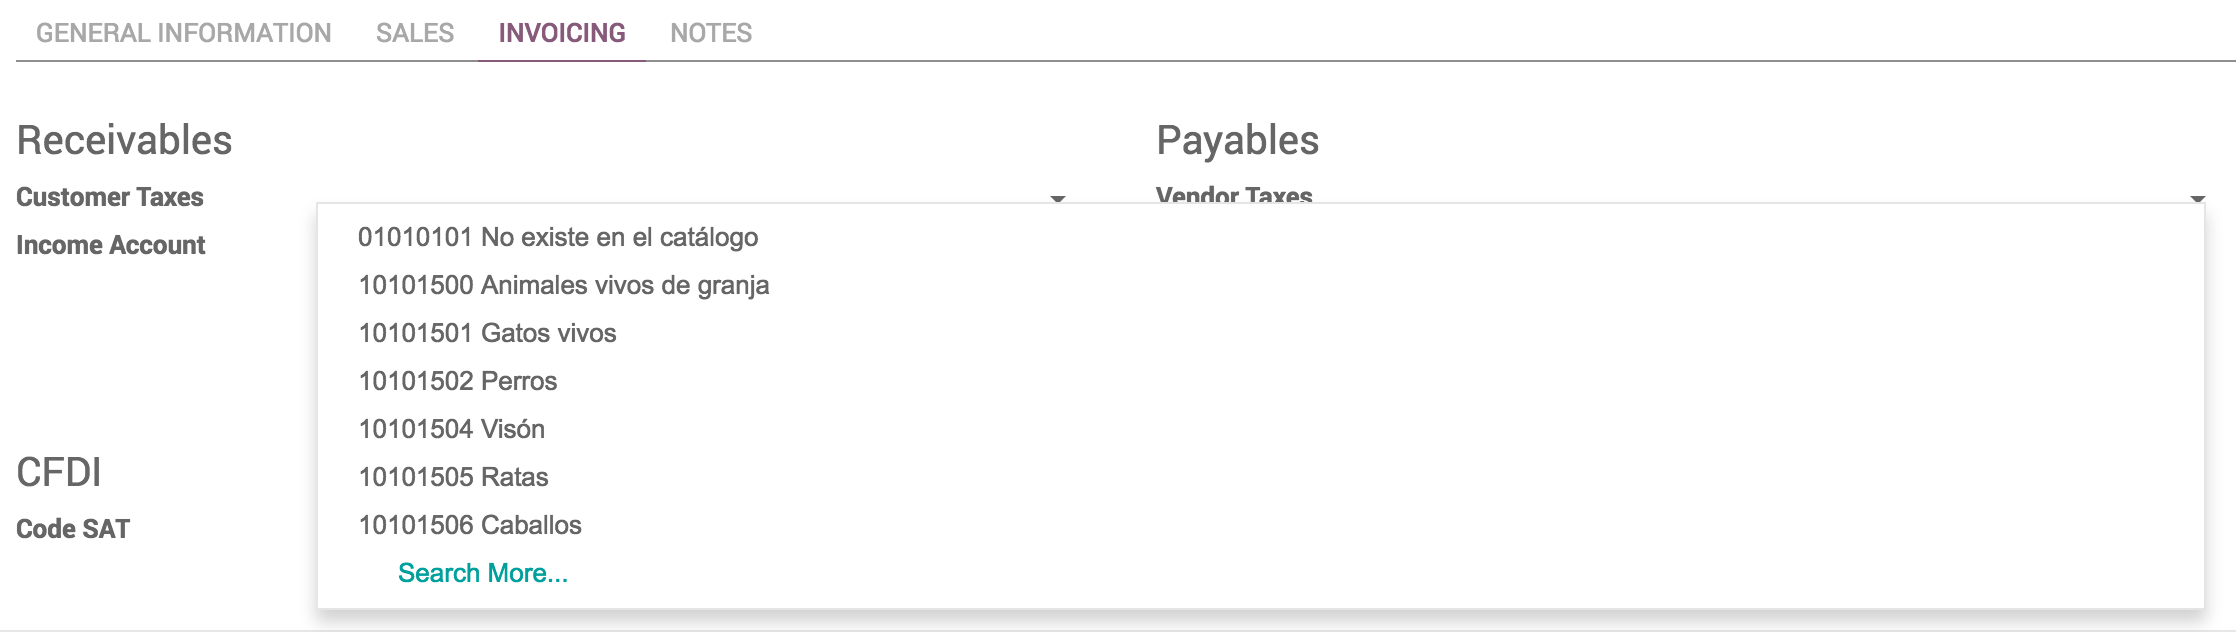 GENERAL INFORMATION SALES INVOICING NOTES
Receivables
Payables
Customer Taxes
Vendor Taxes
Income Account
01010101 No existe en el catálogo
10101500 Animales vivos de granja
10101501 Gatos vivos
10101502 Perros
10101504 Visón
10101505 Ratas
10101506 Caballos
Search More...
CFDI
Code SAT